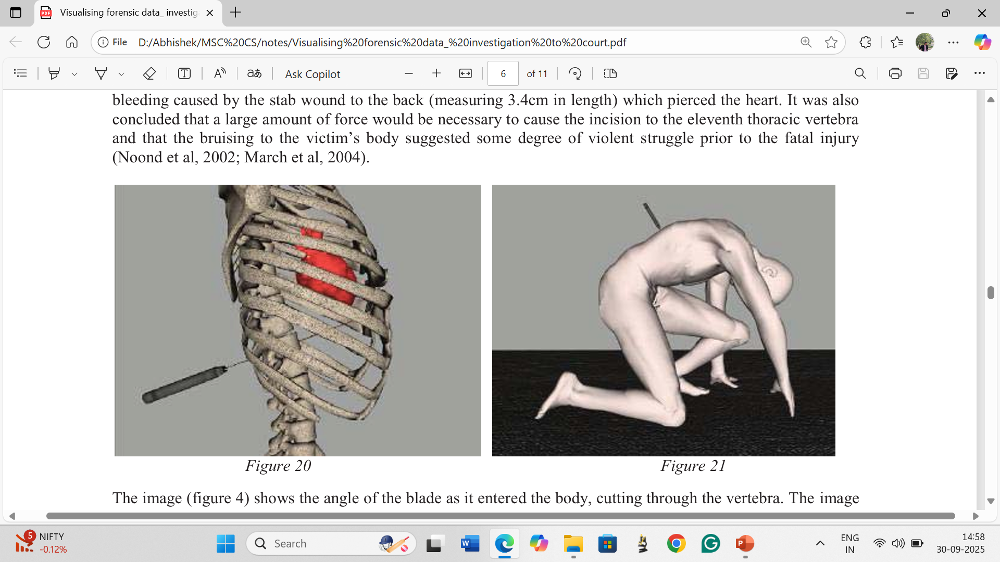 Visualising forensic data_ investig
File D:/Abhishek/MSC%20CS/notes/Visualising%20forensic%20data_%20investigation%20to%20court.pdf
Ask Copilot 6 of 11
bleeding caused by the stab wound to the back (measuring 3.4cm in length) which pierced the heart. It was also
concluded that a large amount of force would be necessary to cause the incision to the eleventh thoracic vertebra
and that the bruising to the victim’s body suggested some degree of violent struggle prior to the fatal injury
(Noond et al, 2002; March et al, 2004).
Figure 20
Figure 21
The image (figure 4) shows the angle of the blade as it entered the body, cutting through the vertebra. The image
5 NIFTY
-0.12%
Search
ENG
IN
14:58
30-09-2025